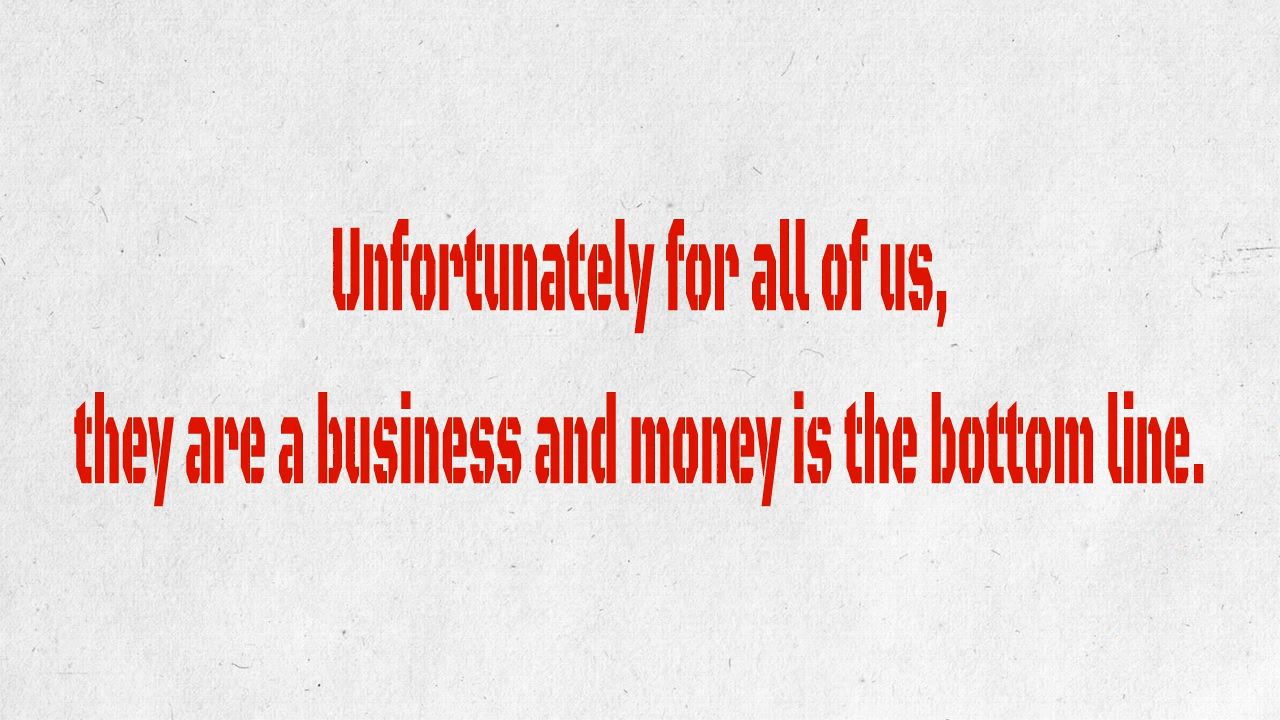 Unfortunately for all of us,
they are a business and money is the bottom line.